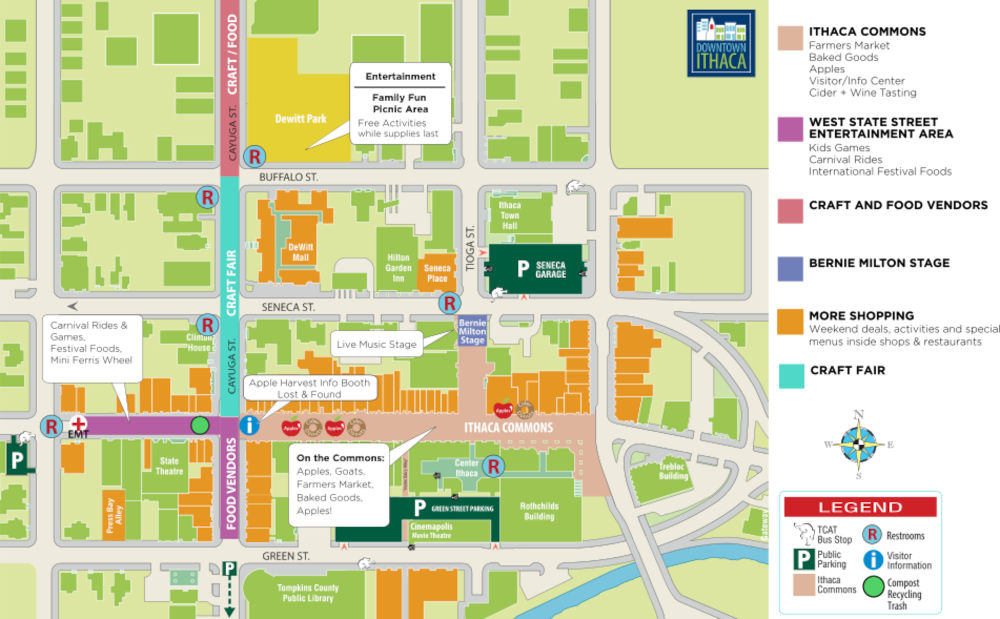 CRAFT / FOOD
CAYUGA ST.
Dewitt Park
Entertainment
Family Fun
Picnic Area
Free Activities
while supplies last
DOWNTOWN
ITHACA
R
BUFFALO ST.
R
CRAFT FAIR
DeWitt
Mall
Hilton
Garden
Inn
Seneca
Place
TIOGA ST.
Ithaca
Town
Hall
P SENECA
GARAGE
R
SENECA ST.
R
Clinton
House
CAYUGA ST.
Bernie
Milton
Stage
Live Music Stage
Carnival Rides &
Games,
Festival Foods,
Mini Ferris Wheel
Apple Harvest Info Booth
Lost & Found
R
EMT
i
Apples
Apples
Apples
ITHACA COMMONS
P
FOOD VENDORS
State
Theatre
Press Bay
Alley
On the Commons:
Apples, Goats,
Farmers Market,
Baked Goods,
Apples!
Center
Ithaca
R
P GREEN STREET PARKING
Cinemapolis
Movie Theatre
Rothchilds
Building
Trebloc
Building
Gateway
GREEN ST.
P
Tompkins County
Public Library
ITHACA COMMONS
Farmers Market
Baked Goods
Apples
Visitor/Info Center
Cider + Wine Tasting
WEST STATE STREET
ENTERTAINMENT AREA
Kids Games
Carnival Rides
International Festival Foods
CRAFT AND FOOD VENDORS
BERNIE MILTON STAGE
MORE SHOPPING
Weekend deals, activities and special
menus inside shops & restaurants
CRAFT FAIR
N
W E
S
LEGEND
TCAT
Bus Stop
R Restrooms
P Public
Parking
i Visitor
Information
Ithaca
Commons
Compost
Recycling
Trash